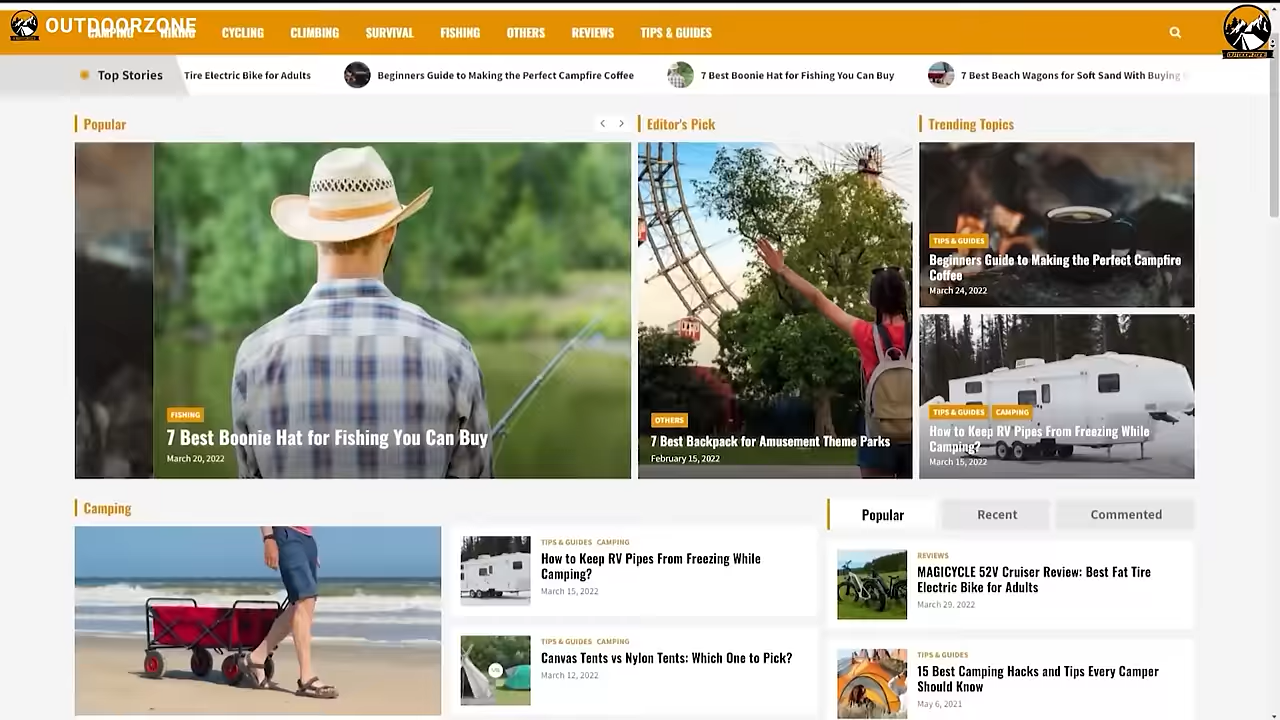 OUTDOORZONE
CAMPING HIKING CYCLING CLIMBING SURVIVAL FISHING OTHERS REVIEWS TIPS & GUIDES
Top Stories Tire Electric Bike for Adults Beginners Guide to Making the Perfect Campfire Coffee 7 Best Boonie Hat for Fishing You Can Buy 7 Best Beach Wagons for Soft Sand With Buying
Popular
FISHING
7 Best Boonie Hat for Fishing You Can Buy
March 20, 2022
Editor's Pick
OTHERS
7 Best Backpack for Amusement Theme Parks
February 15, 2022
Trending Topics
TIPS & GUIDES
Beginners Guide to Making the Perfect Campfire
Coffee
March 24, 2022
TIPS & GUIDES CAMPING
How to Keep RV Pipes From Freezing While
Camping?
March 15, 2022
Camping
TIPS & GUIDES CAMPING
How to Keep RV Pipes From Freezing While
Camping?
March 15, 2022
TIPS & GUIDES CAMPING
VS
Canvas Tents vs Nylon Tents: Which One to Pick?
March 12, 2022
Popular Recent Commented
REVIEWS
MAGICYCLE 52V Cruiser Review: Best Fat Tire
Electric Bike for Adults
March 29, 2022
TIPS & GUIDES
15 Best Camping Hacks and Tips Every Camper
Should Know
May 6, 2021